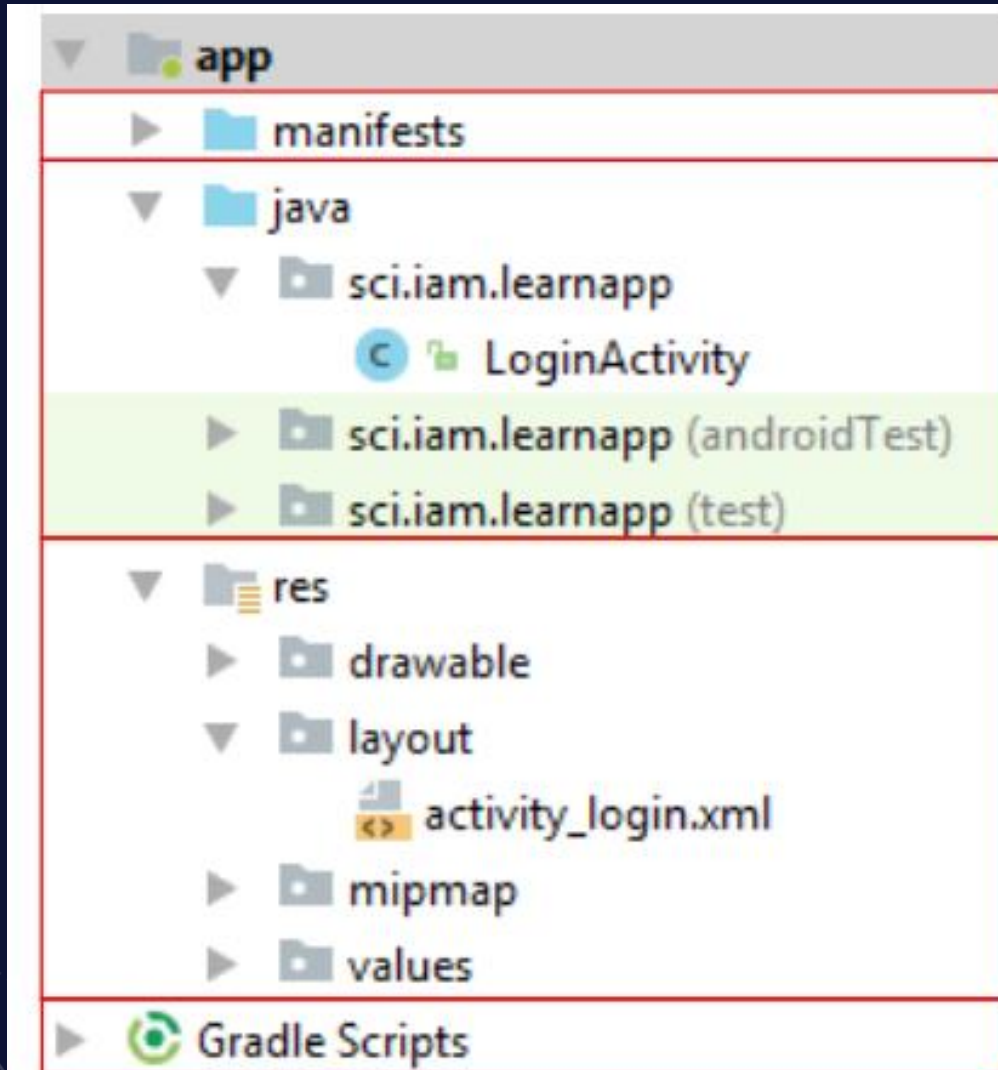 app
manifests
java
sci.iam.learnapp
C LoginActivity
sci.iam.learnapp (androidTest)
sci.iam.learnapp (test)
res
drawable
layout
<> activity_login.xml
mipmap
values
Gradle Scripts